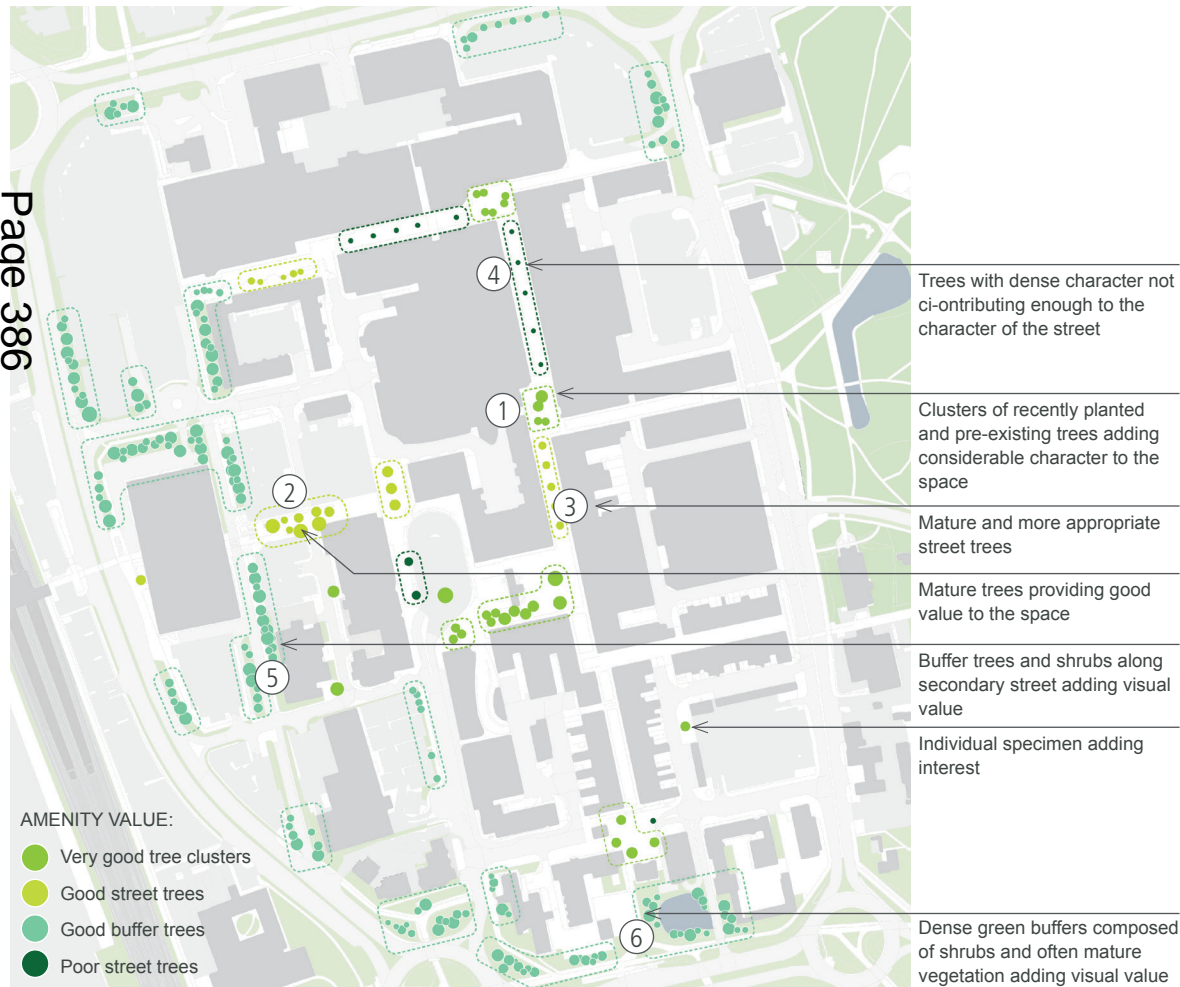 Page 386
4
Trees with dense character not
ci-ontributing enough to the
character of the street
1
Clusters of recently planted
and pre-existing trees adding
considerable character to the
space
2
3
Mature and more appropriate
street trees
Mature trees providing good
value to the space
5
Buffer trees and shrubs along
secondary street adding visual
value
Individual specimen adding
interest
AMENITY VALUE:
Very good tree clusters
Good street trees
Good buffer trees
Poor street trees
6
Dense green buffers composed
of shrubs and often mature
vegetation adding visual value